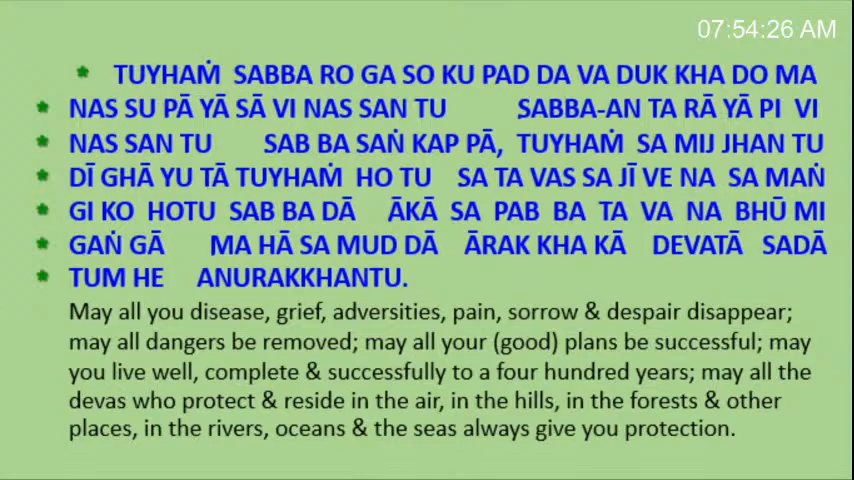 07:54:26 AM
TUYHAṀ SABBA RO GA SO KU PAD DA VA DUK KHA DO MA
NAS SU PĀ YĀ SĀ VI NAS SAN TU SABBA-AN TA RĀ YĀ PI VI
NAS SAN TU SAB BA SAṄ KAP PĀ, TUYHAṀ SA MIJ JHAN TU
DĪ GHĀ YU TĀ TUYHAṀ HO TU SA TA VAS SA JĪ VE NA SA MAṄ
GI KO HOTU SAB BA DĀ ĀKĀ SA PAB BA TA VA NA BHŪ MI
GAṄ GĀ MA HĀ SA MUD DĀ ĀRAK KHA KĀ DEVATĀ SADĀ
TUM HE ANURAKKHANTU.
May all you disease, grief, adversities, pain, sorrow & despair disappear;
may all dangers be removed; may all your (good) plans be successful; may
you live well, complete & successfully to a four hundred years; may all the
devas who protect & reside in the air, in the hills, in the forests & other
places, in the rivers, oceans & the seas always give you protection.